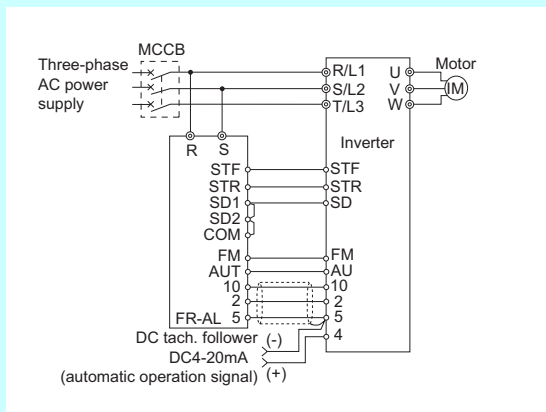 MCCB
Three-phase
AC power
supply
R/L1
S/L2
T/L3
U
V
W
Motor
IM
Inverter
R
S
STF
STR
SD1
SD2
COM
FM
AUT
10
2
FR-AL
5
STF
STR
SD
FM
AU
10
2
5
4
DC tach. follower
(-)
DC4-20mA
(automatic operation signal)
(+)